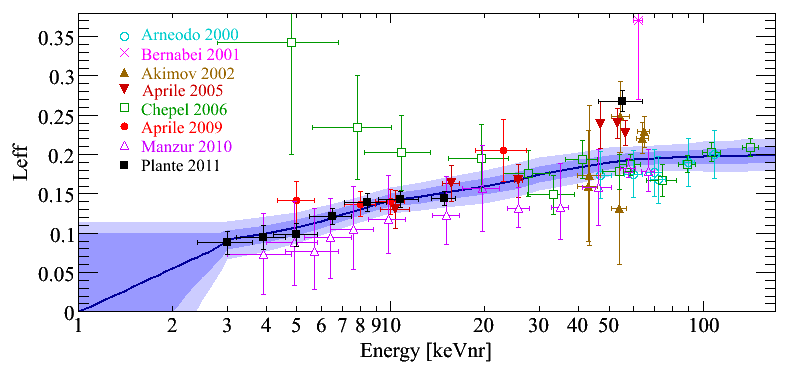 0.35
0.3
0.25
0.2
0.15
0.1
0.05
0
Leff
Arneodo 2000
Bernabei 2001
Akimov 2002
Aprile 2005
Chepel 2006
Aprile 2009
Manzur 2010
Plante 2011
1 2 3 4 5 6 7 8 910 20 30 40 50 100
Energy [keVnr]